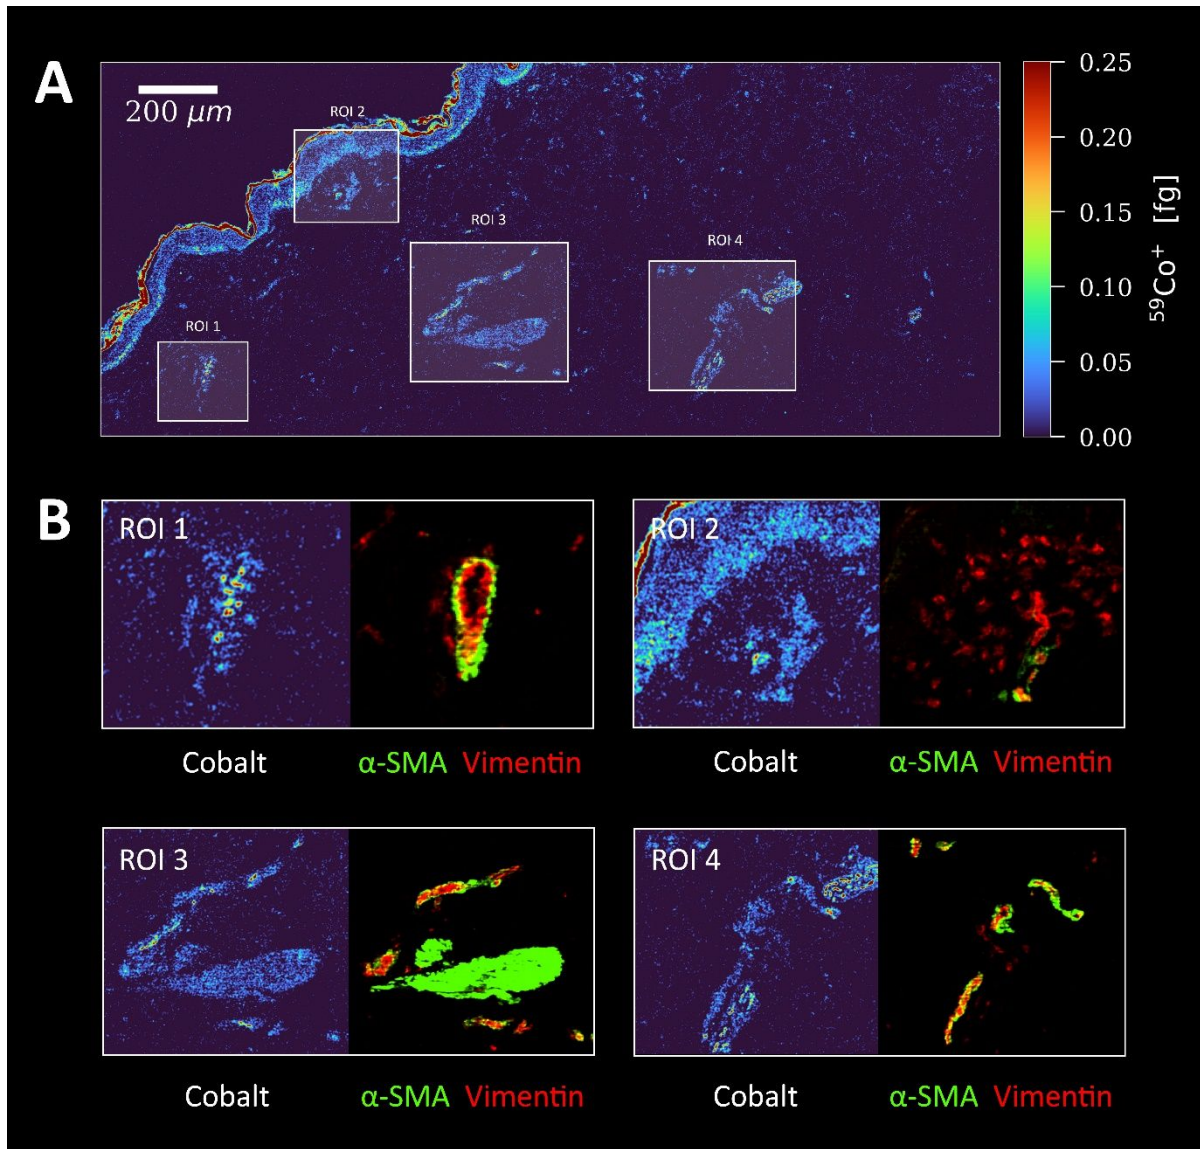 A
200 μm
ROI 1
ROI 2
ROI 3
ROI 4
0.25
0.20
0.15
0.10
0.05
0.00
⁵⁹Co⁺ [fg]
B
ROI 1
ROI 2
Cobalt α-SMA Vimentin
Cobalt α-SMA Vimentin
ROI 3
ROI 4
Cobalt α-SMA Vimentin
Cobalt α-SMA Vimentin